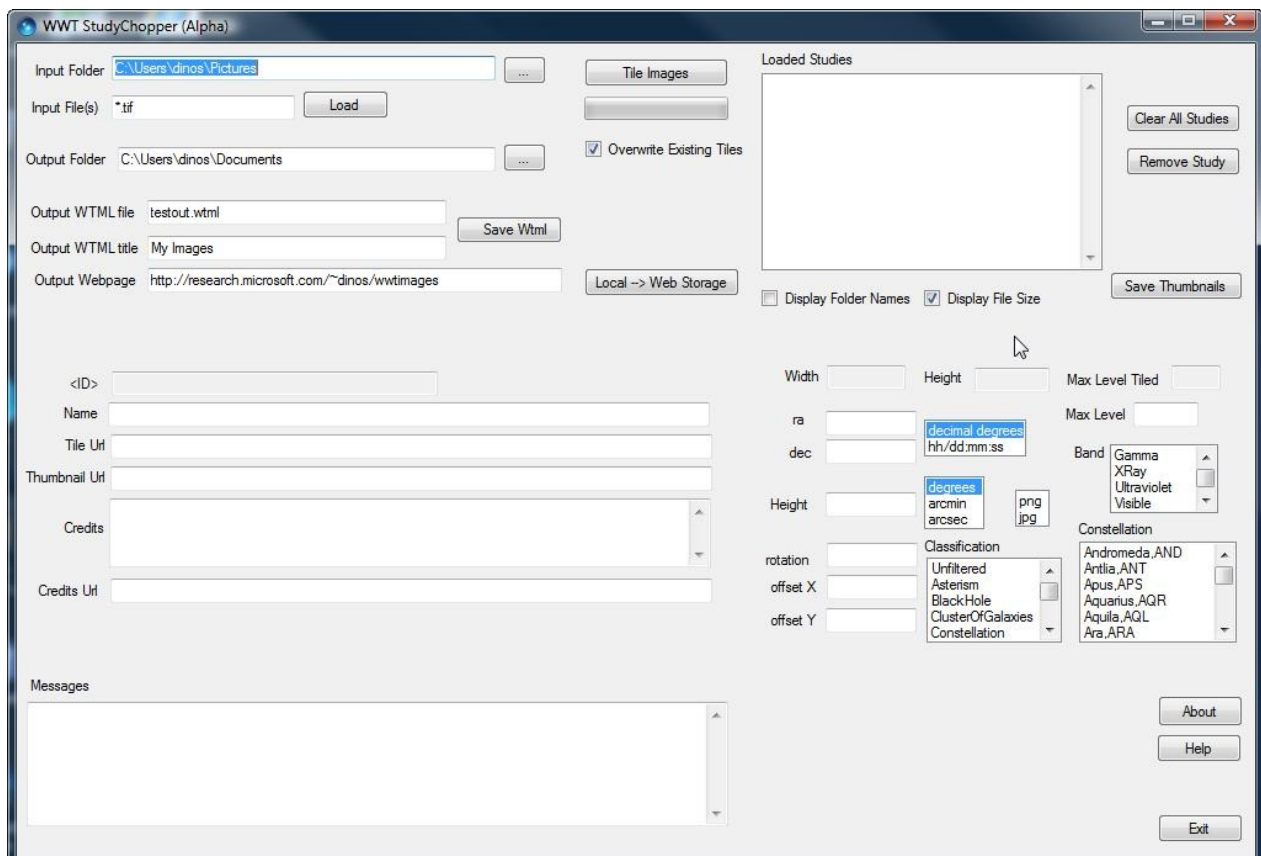 WWT StudyChopper (Alpha)
Input Folder C:\Users\dinos\Pictures ...
Input File(s) *.tif Load
Output Folder C:\Users\dinos\Documents ...
Output WTML file testout.wtml
Save Wtml
Output WTML title My Images
Output Webpage http://research.microsoft.com/~dinos/wwtimages
Tile Images
Overwrite Existing Tiles
Local --> Web Storage
Loaded Studies
Clear All Studies
Remove Study
Save Thumbnails
Display Folder Names Display File Size
<ID>
Name
Tile Url
Thumbnail Url
Credits
Credits Url
Width Height Max Level Tiled
ra
dec
decimal degrees
hh/dd:mm:ss
Max Level
Band
Gamma
XRay
Ultraviolet
Visible
Height
degrees
arcmin
arcsec
png
jpg
rotation
offset X
offset Y
Classification
Unfiltered
Asterism
BlackHole
ClusterOfGalaxies
Constellation
Constellation
Andromeda,AND
Antlia,ANT
Apus,APS
Aquarius,AQR
Aquila,AQL
Ara,ARA
Messages
About
Help
Exit